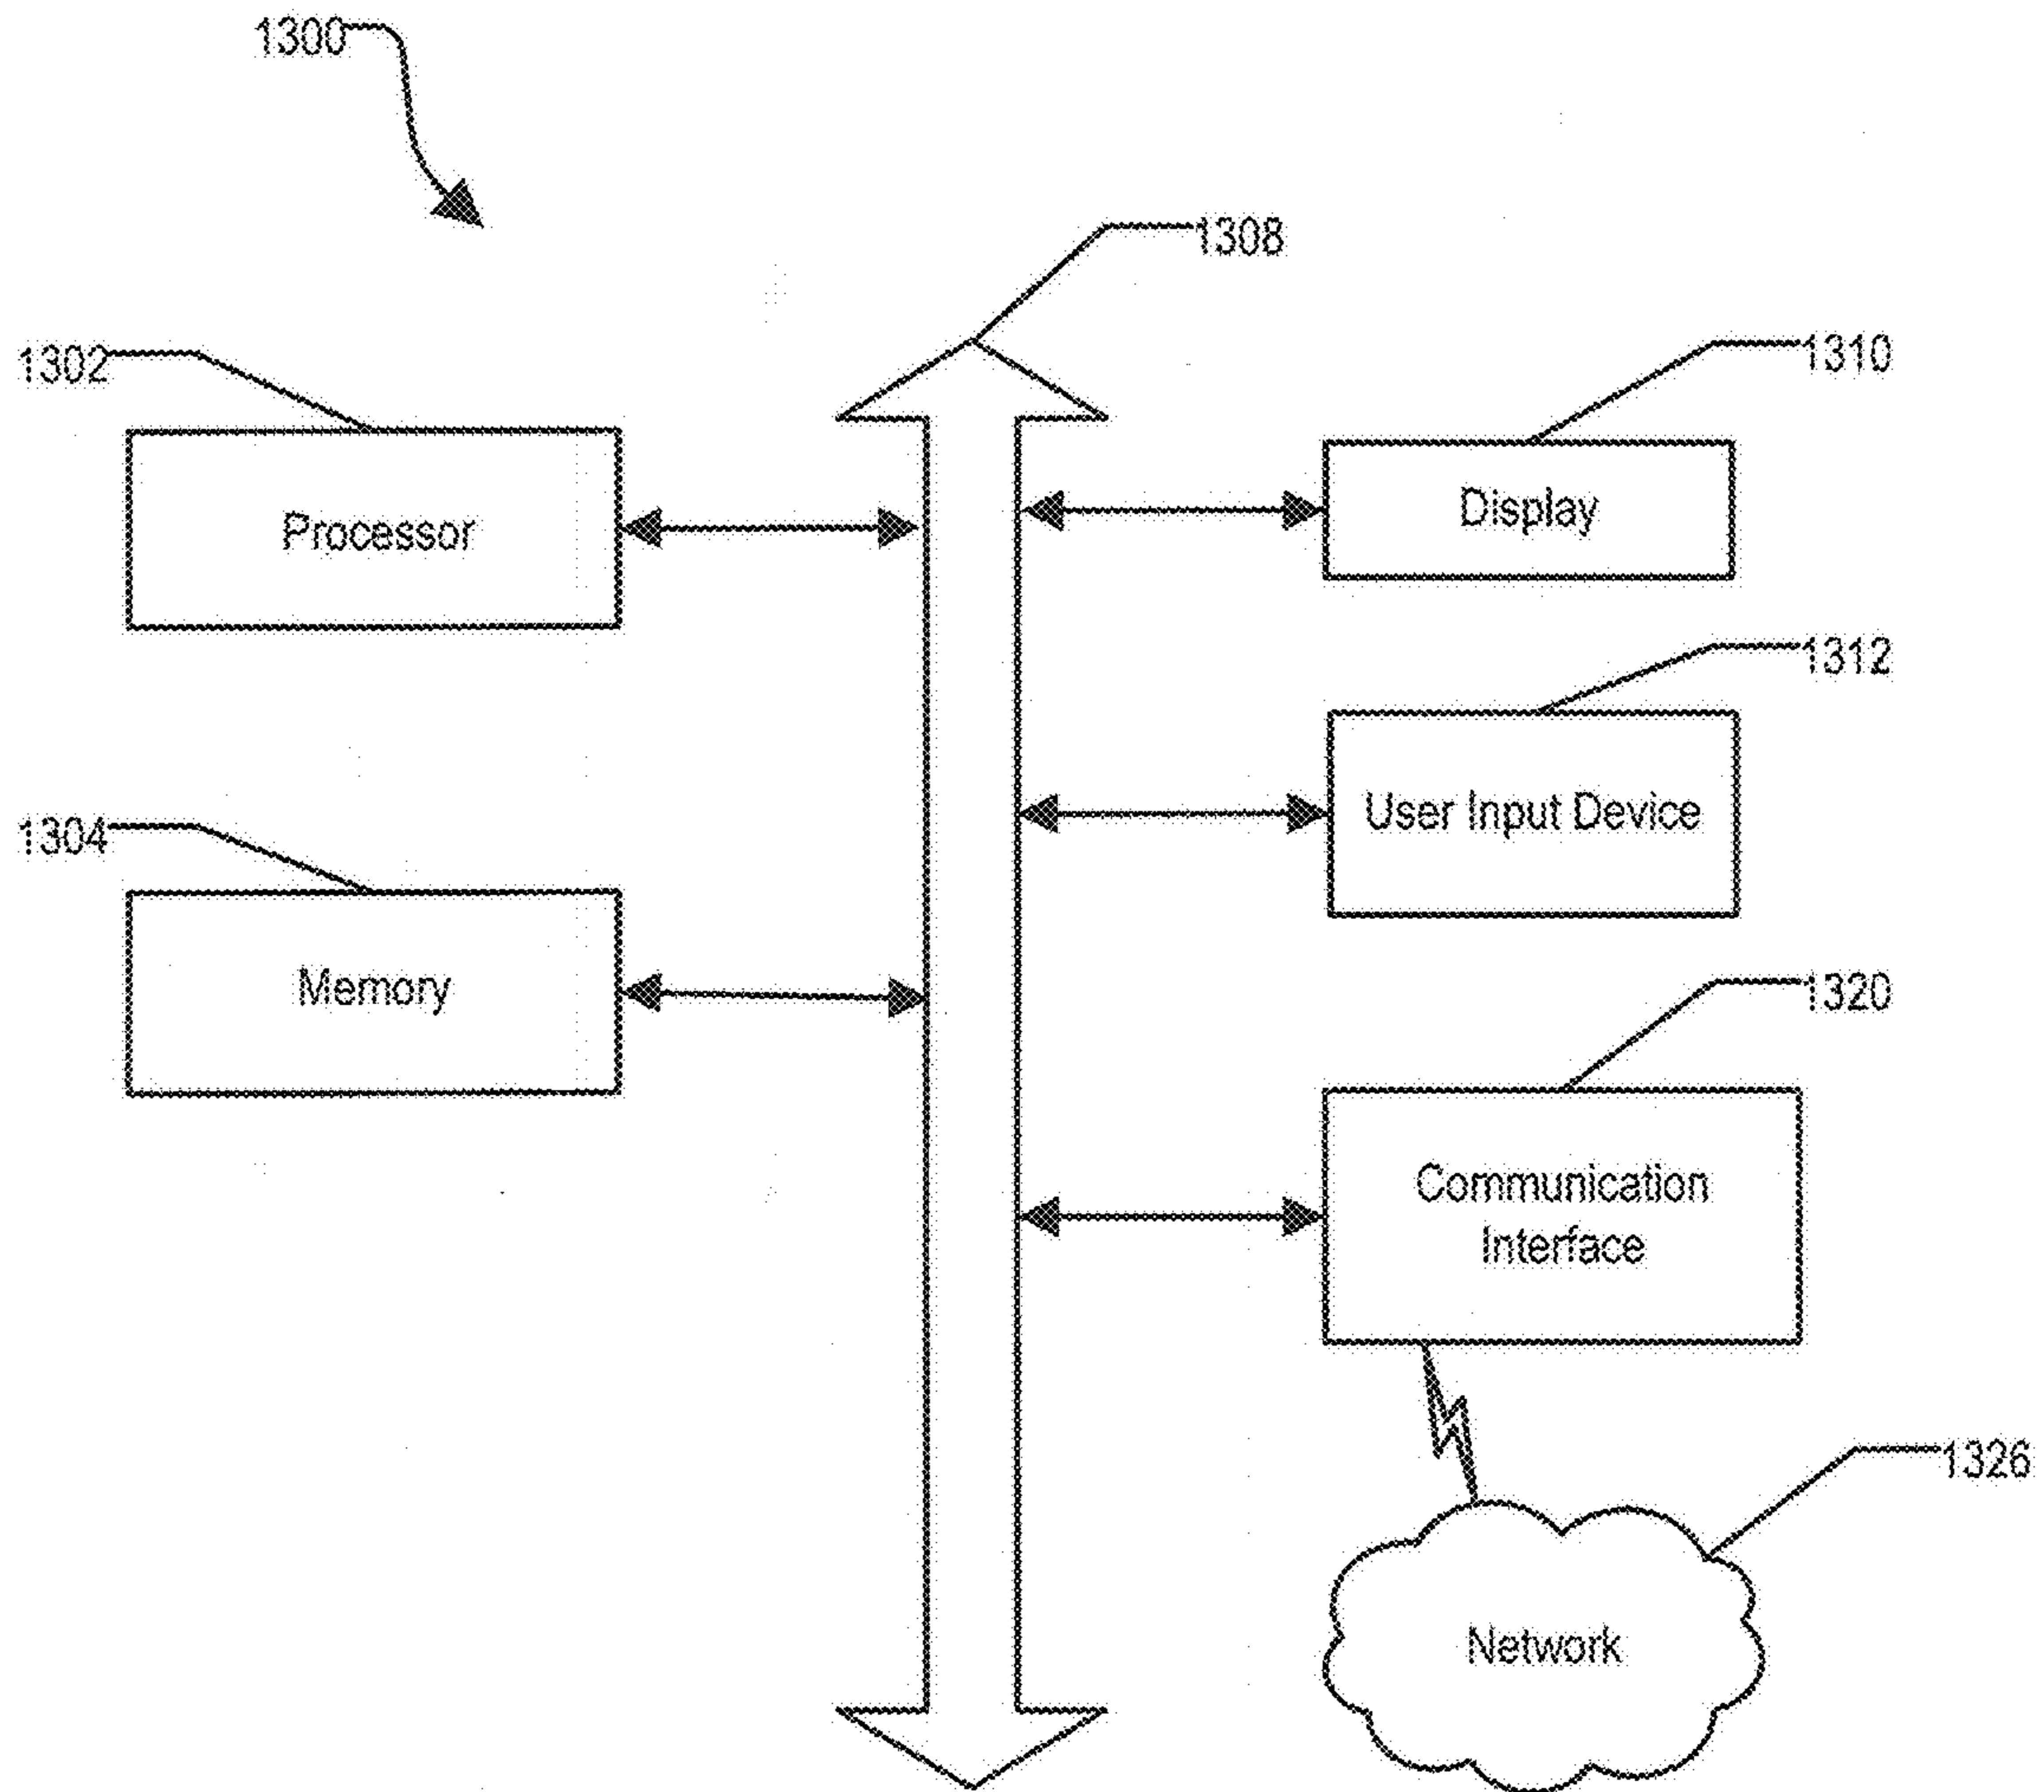 1300
1308
1302
1310
Processor
Display
1312
User Input Device
1304
Memory
1320
Communication
Interface
1326
Network